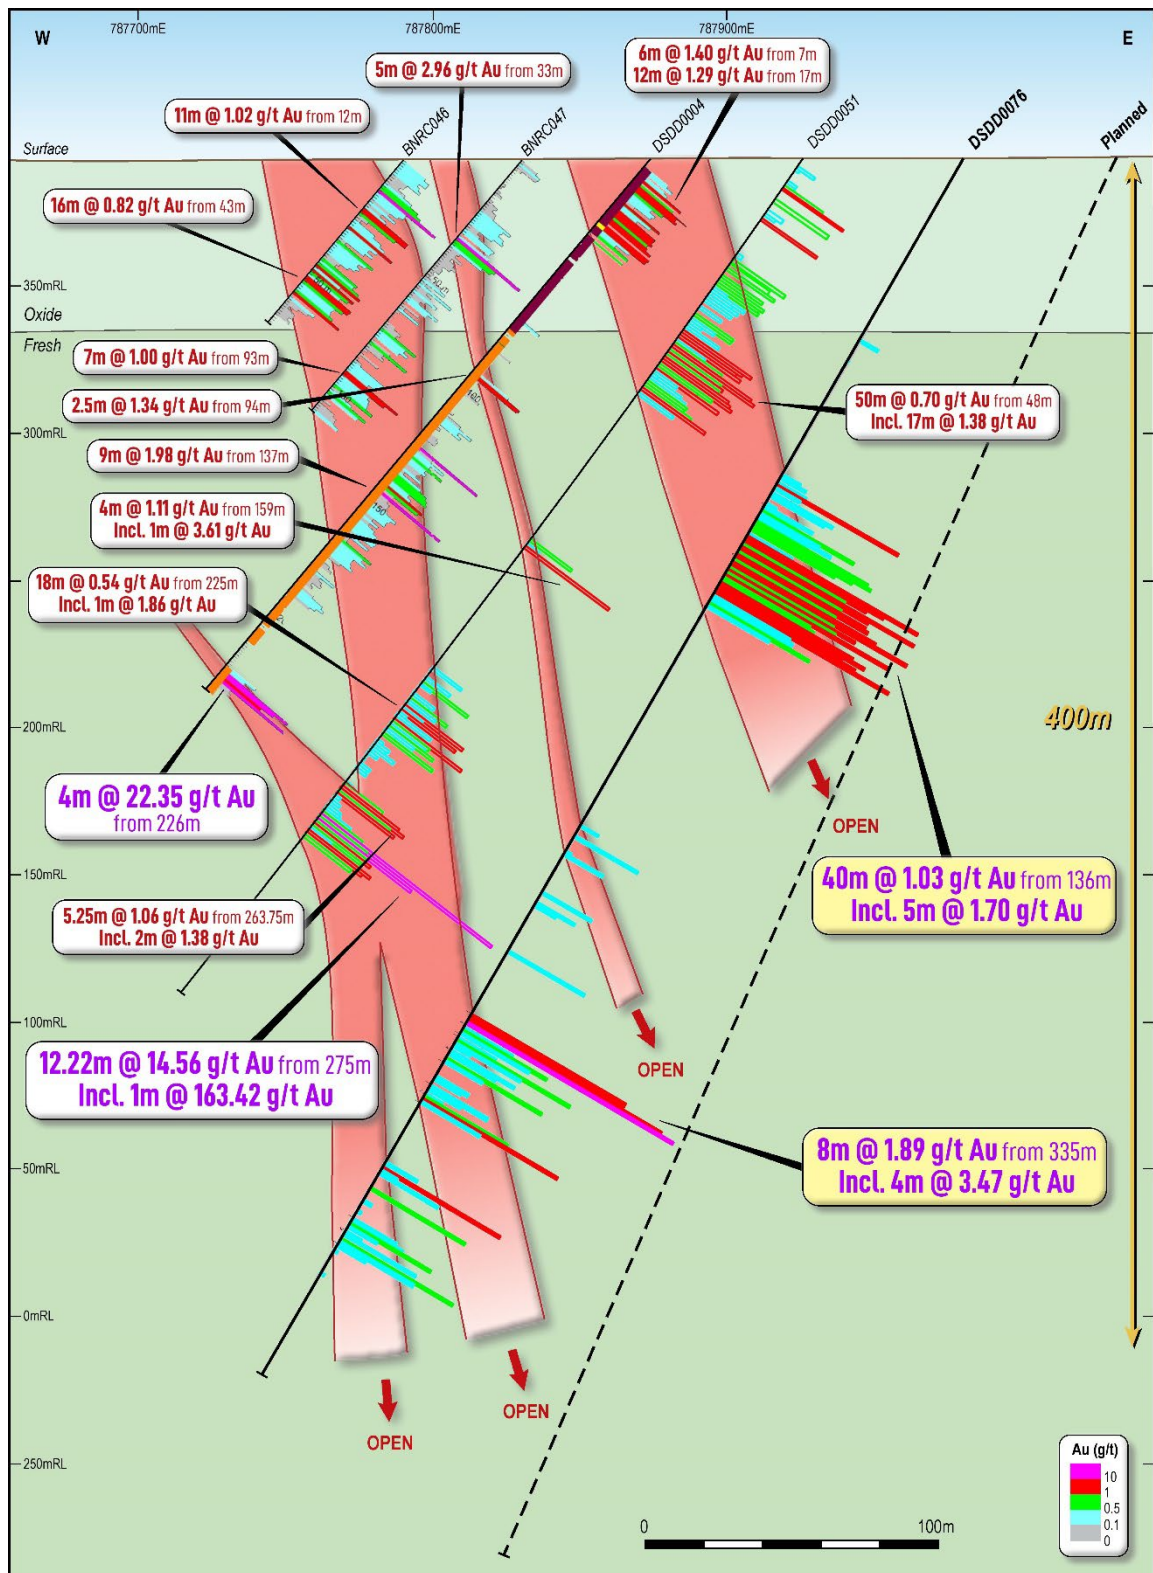 787700mE
787800mE
787900mE
W
E
6m @ 1.40 g/t Au from 7m
12m @ 1.29 g/t Au from 17m
5m @ 2.96 g/t Au from 33m
11m @ 1.02 g/t Au from 12m
BNRC046
BNRC047
DSDD0004
DSDD0051
DSDD0076
Planned
Surface
16m @ 0.82 g/t Au from 43m
350mRL
Oxide
Fresh
7m @ 1.00 g/t Au from 93m
2.5m @ 1.34 g/t Au from 94m
50m @ 0.70 g/t Au from 48m
Incl. 17m @ 1.38 g/t Au
300mRL
9m @ 1.98 g/t Au from 137m
4m @ 1.11 g/t Au from 159m
Incl. 1m @ 3.61 g/t Au
150
18m @ 0.54 g/t Au from 225m
Incl. 1m @ 1.86 g/t Au
200mRL
400m
4m @ 22.35 g/t Au
from 226m
OPEN
150mRL
40m @ 1.03 g/t Au from 136m
Incl. 5m @ 1.70 g/t Au
5.25m @ 1.06 g/t Au from 263.75m
Incl. 2m @ 1.38 g/t Au
100mRL
12.22m @ 14.56 g/t Au from 275m
Incl. 1m @ 163.42 g/t Au
OPEN
8m @ 1.89 g/t Au from 335m
Incl. 4m @ 3.47 g/t Au
50mRL
0mRL
OPEN
OPEN
250mRL
Au (g/t)
10
1
0.5
0.1
0
0
100m